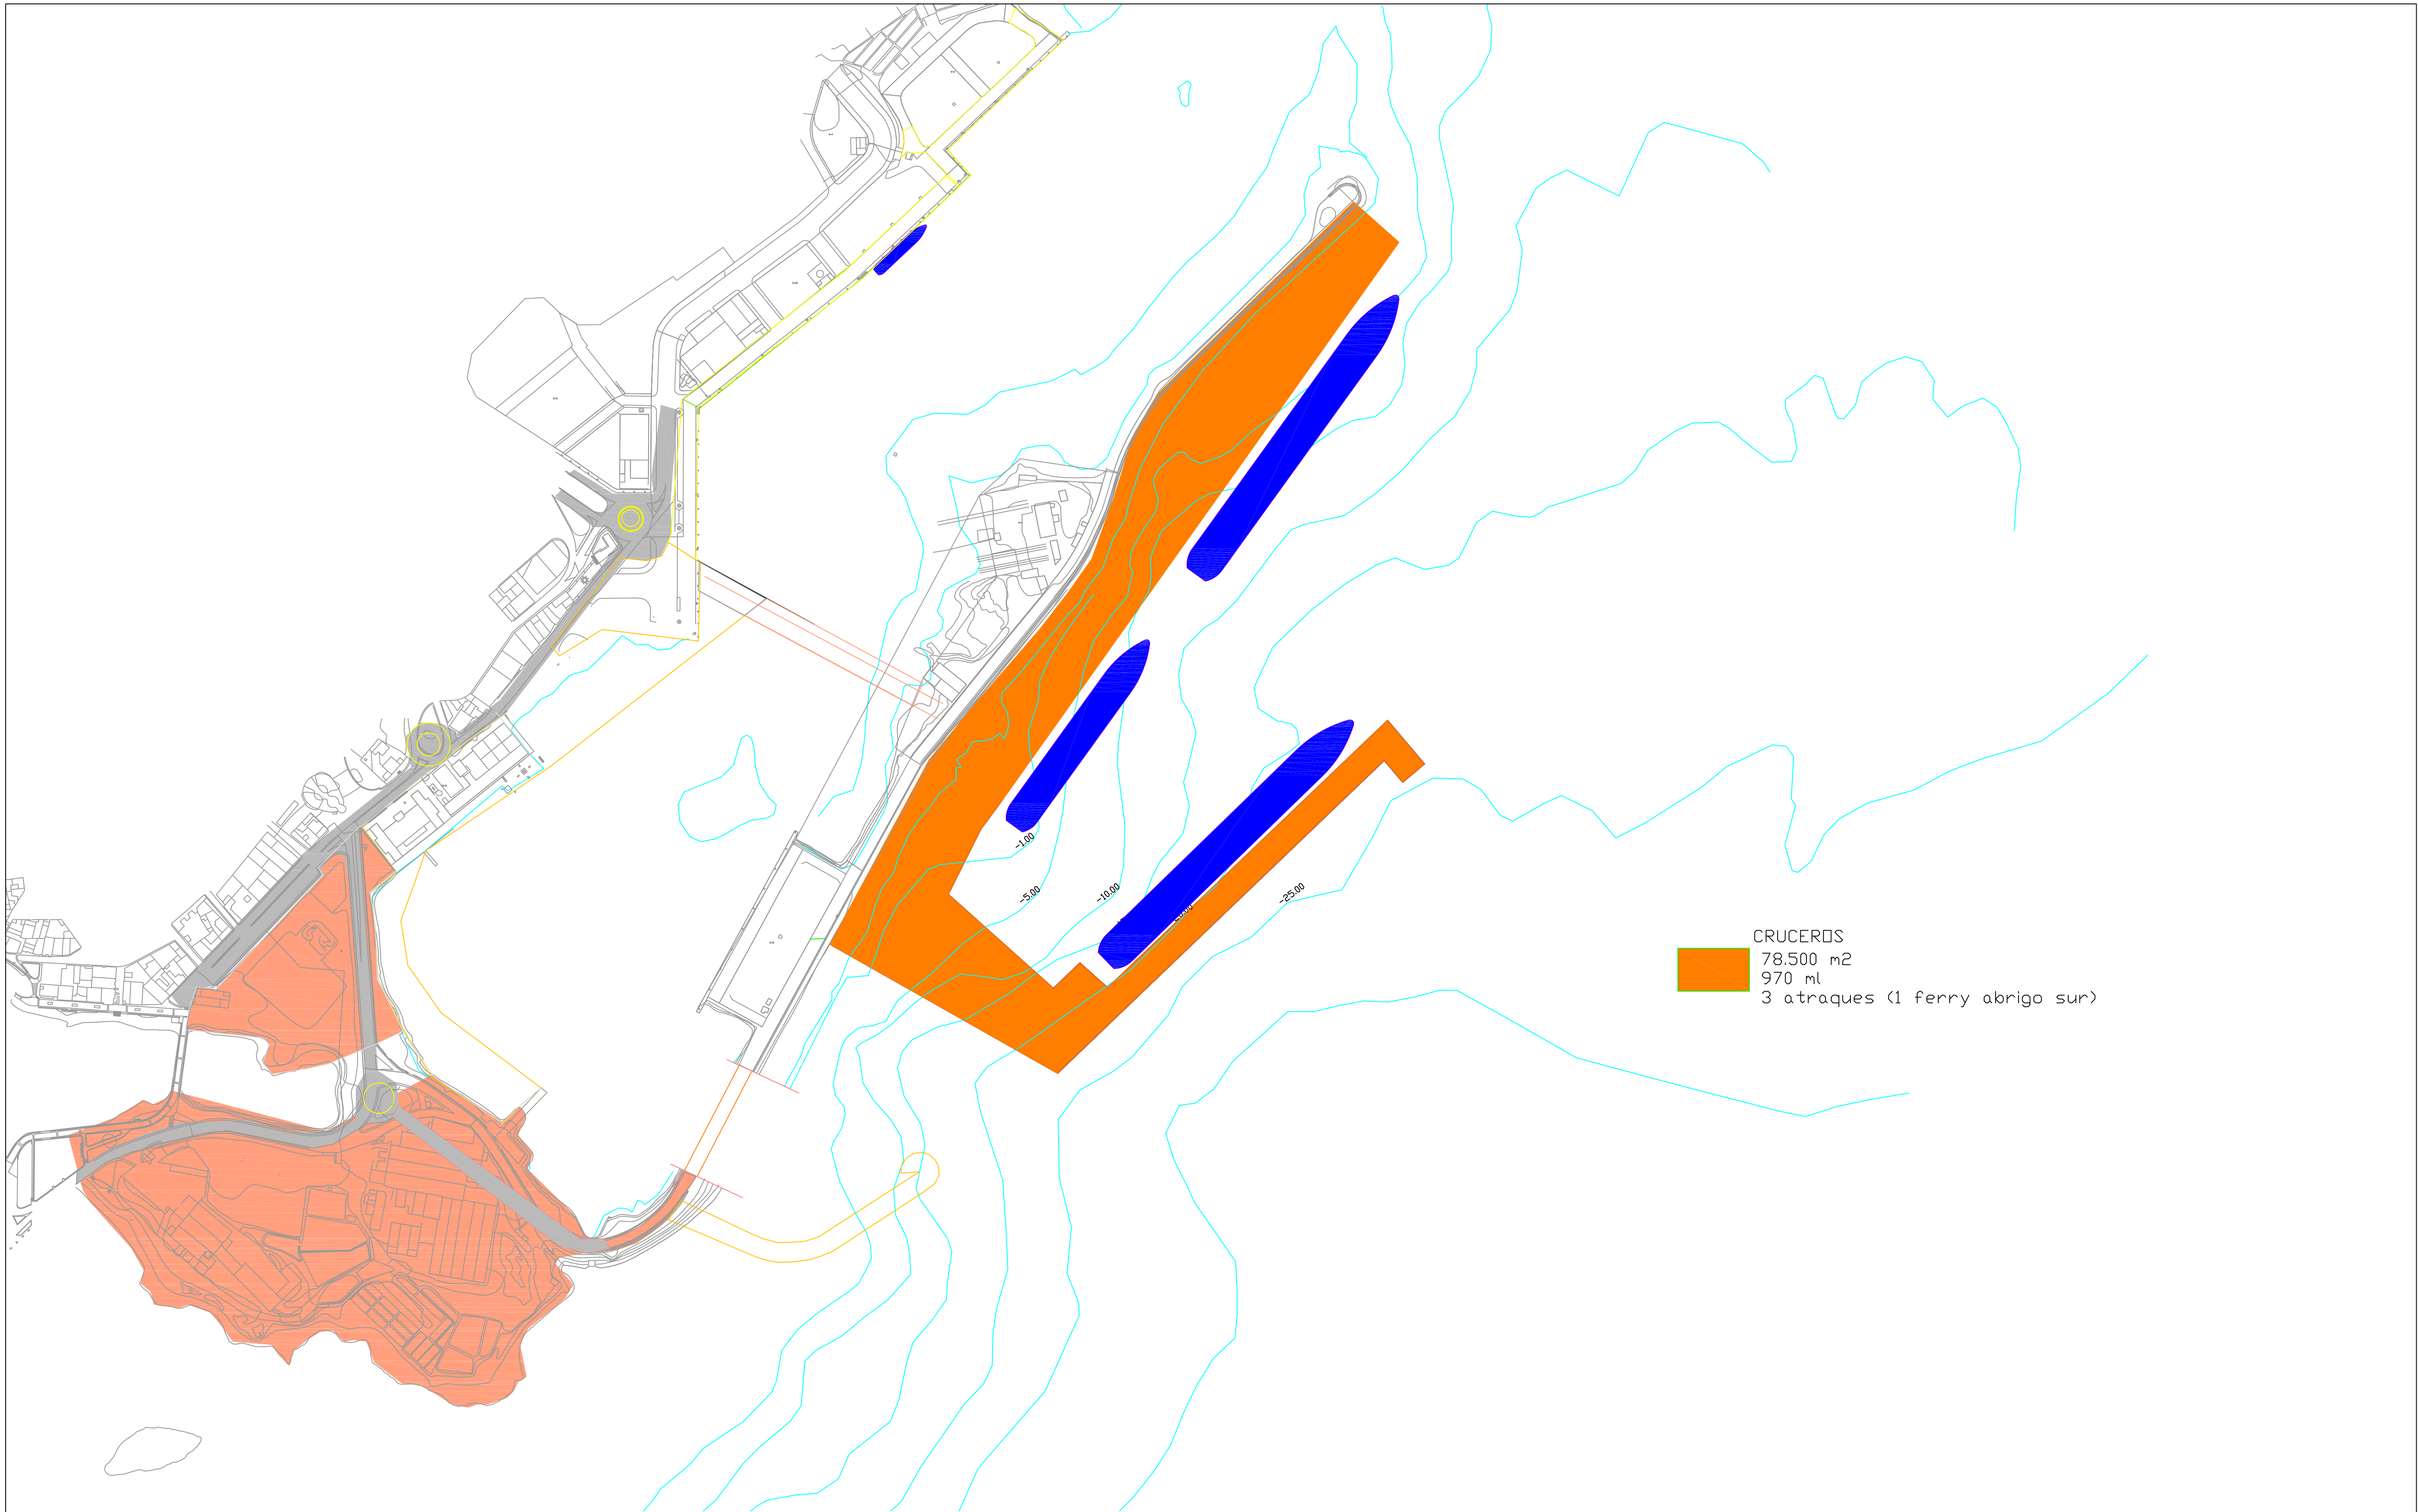 -1.00
-5.00
-10.00
-25.00
CRUCEROS
78.500 m2
970 ml
3 atraques (1 ferry abrigo sur)